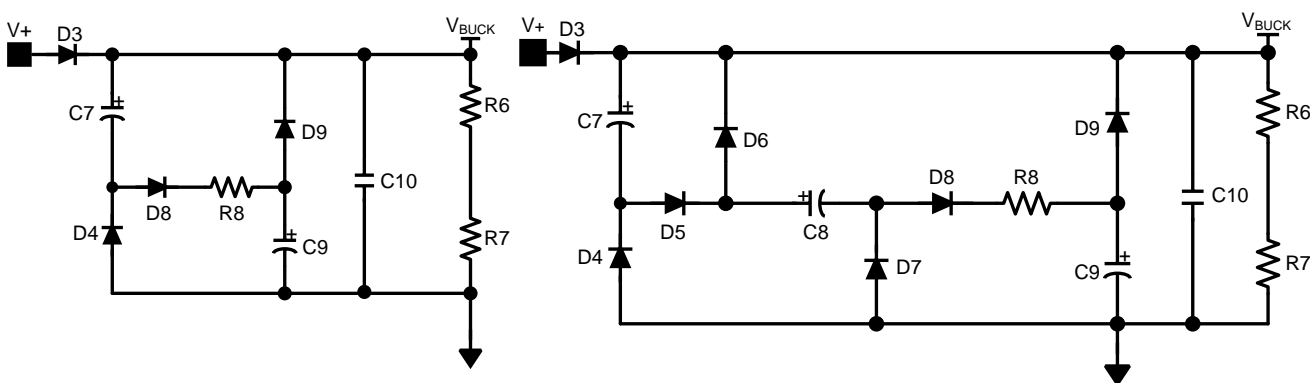 V+
D3
VBUCK
C7
+
R6
D9
D8
R8
C10
D4
+
C9
R7
V+
D3
VBUCK
C7
+
D6
D9
R6
D5
+
C8
D8
R8
C10
D4
D7
C9
+
R7